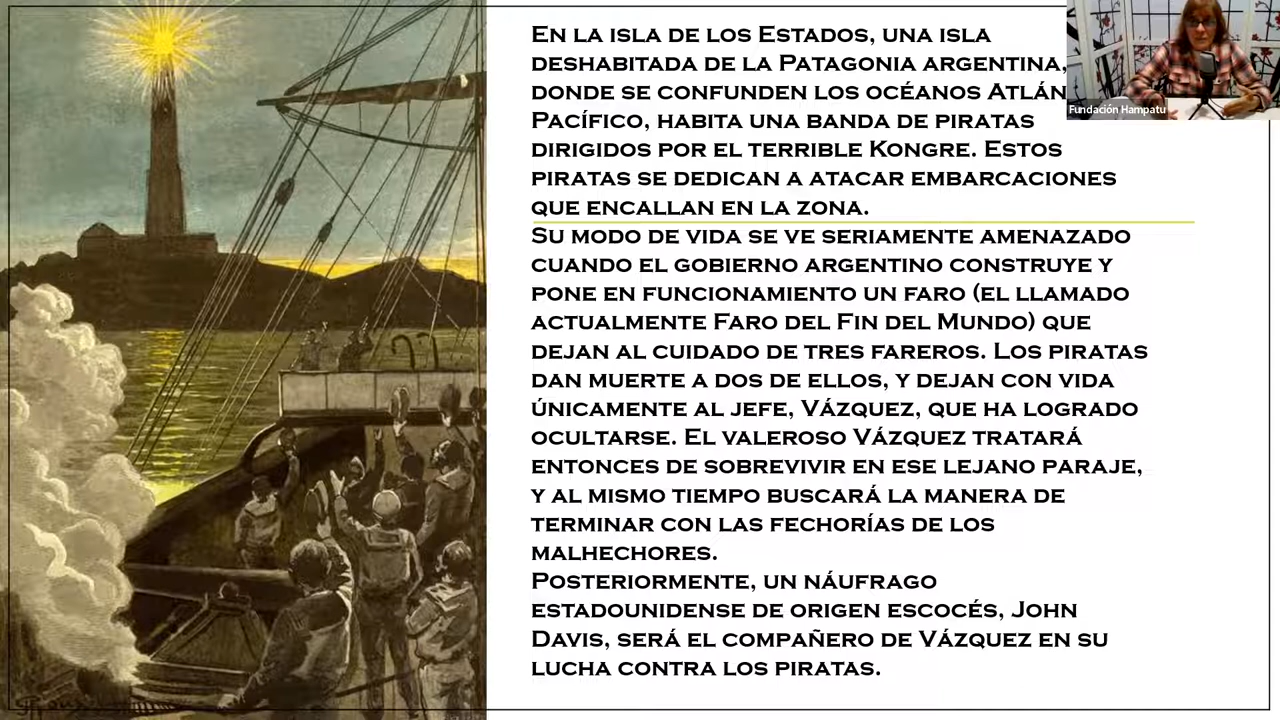 En la isla de los Estados, una isla
deshabitada de la Patagonia argentina,
donde se confunden los océanos
Pacífico, habita una banda de piratas
dirigidos por el terrible Kongre. Estos
piratas se dedican a atacar embarcaciones
que encallan en la zona.
Su modo de vida se ve seriamente amenazado
cuando el gobierno argentino construye y
pone en funcionamiento un faro (el llamado
actualmente Faro del Fin del Mundo) que
dejan al cuidado de tres fareros. Los piratas
dan muerte a dos de ellos, y dejan con vida
únicamente al jefe, Vázquez, que ha logrado
ocultarse. El valeroso Vázquez tratará
entonces de sobrevivir en ese lejano paraje,
y al mismo tiempo buscará la manera de
terminar con las fechorías de los
malhechores.
Posteriormente, un náufrago
estadounidense de origen escocés, John
Davis, será el compañero de Vázquez en su
lucha contra los piratas.
Fundación Hampatu